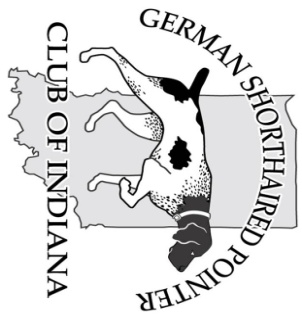 GERMAN SHORTHAIRED POINTER
CLUB OF INDIANA